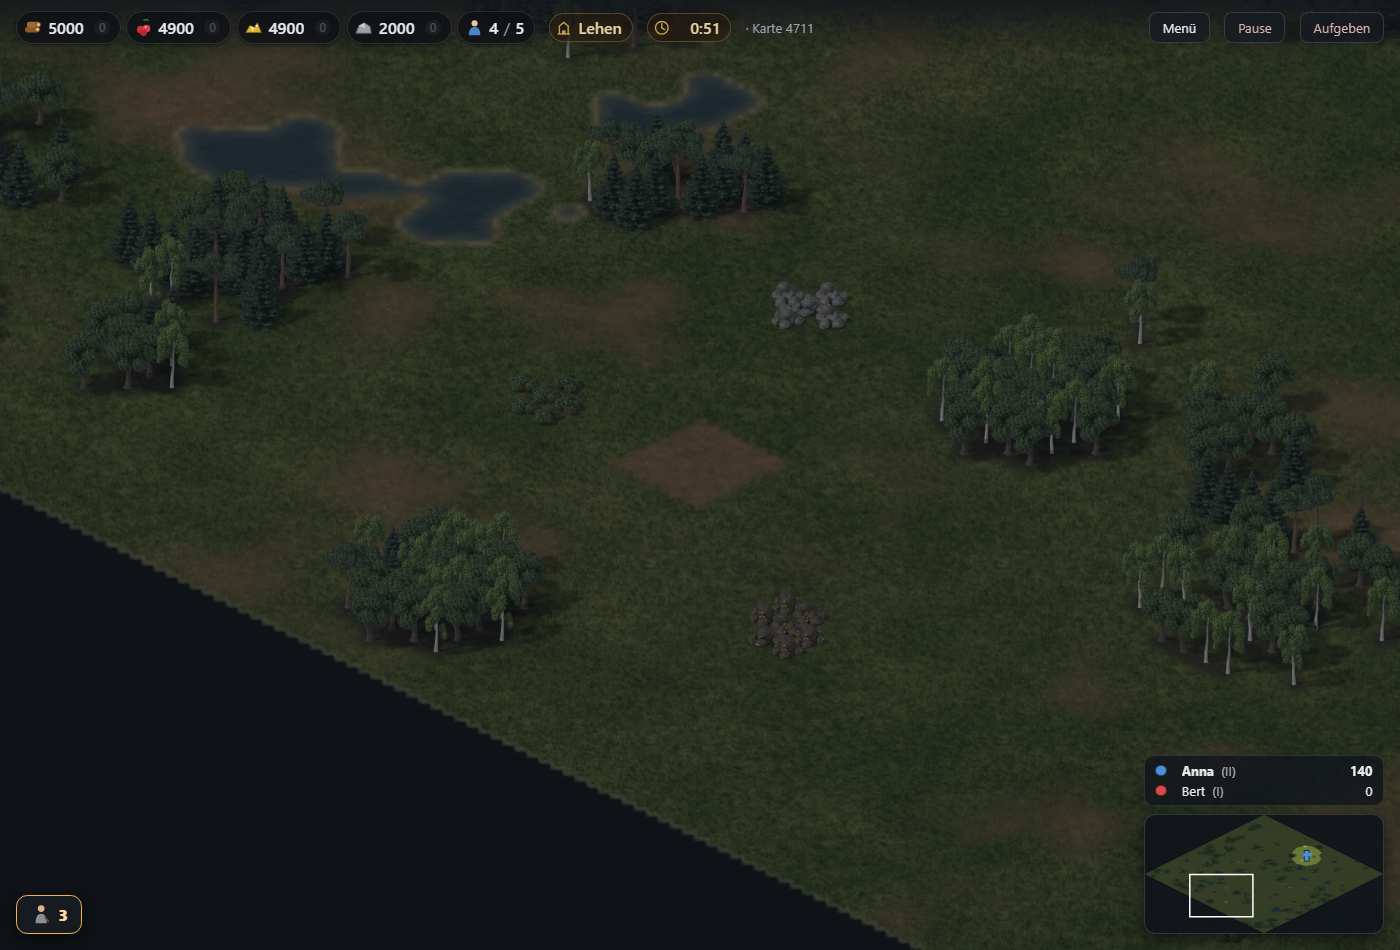 5000 0 4900 0 4900 0 2000 0 4 / 5 Lehen 0:51 · Karte 4711 Menü Pause Aufgeben
Anna (II) 140
Bert (I) 0
3